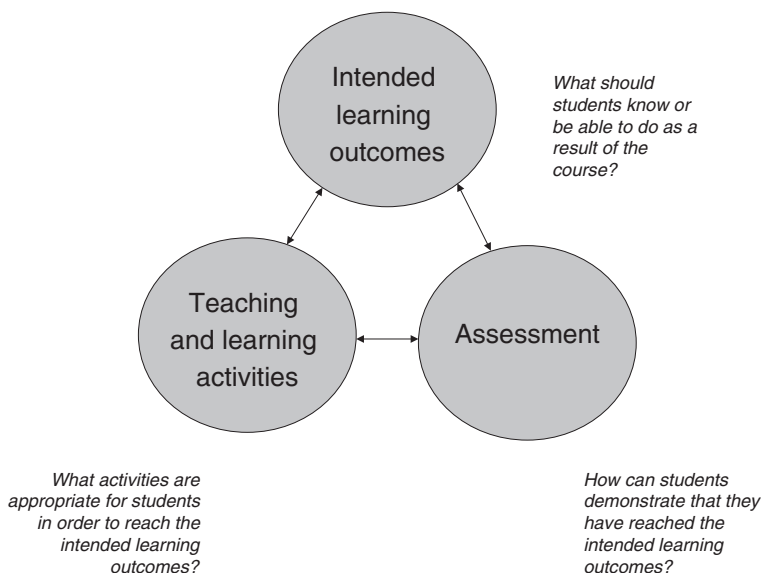 Intended
learning
outcomes
What should
students know or
be able to do as a
result of the
course?
Teaching
and learning
activities
Assessment
What activities are
appropriate for students
in order to reach the
intended learning
outcomes?
How can students
demonstrate that they
have reached the
intended learning
outcomes?